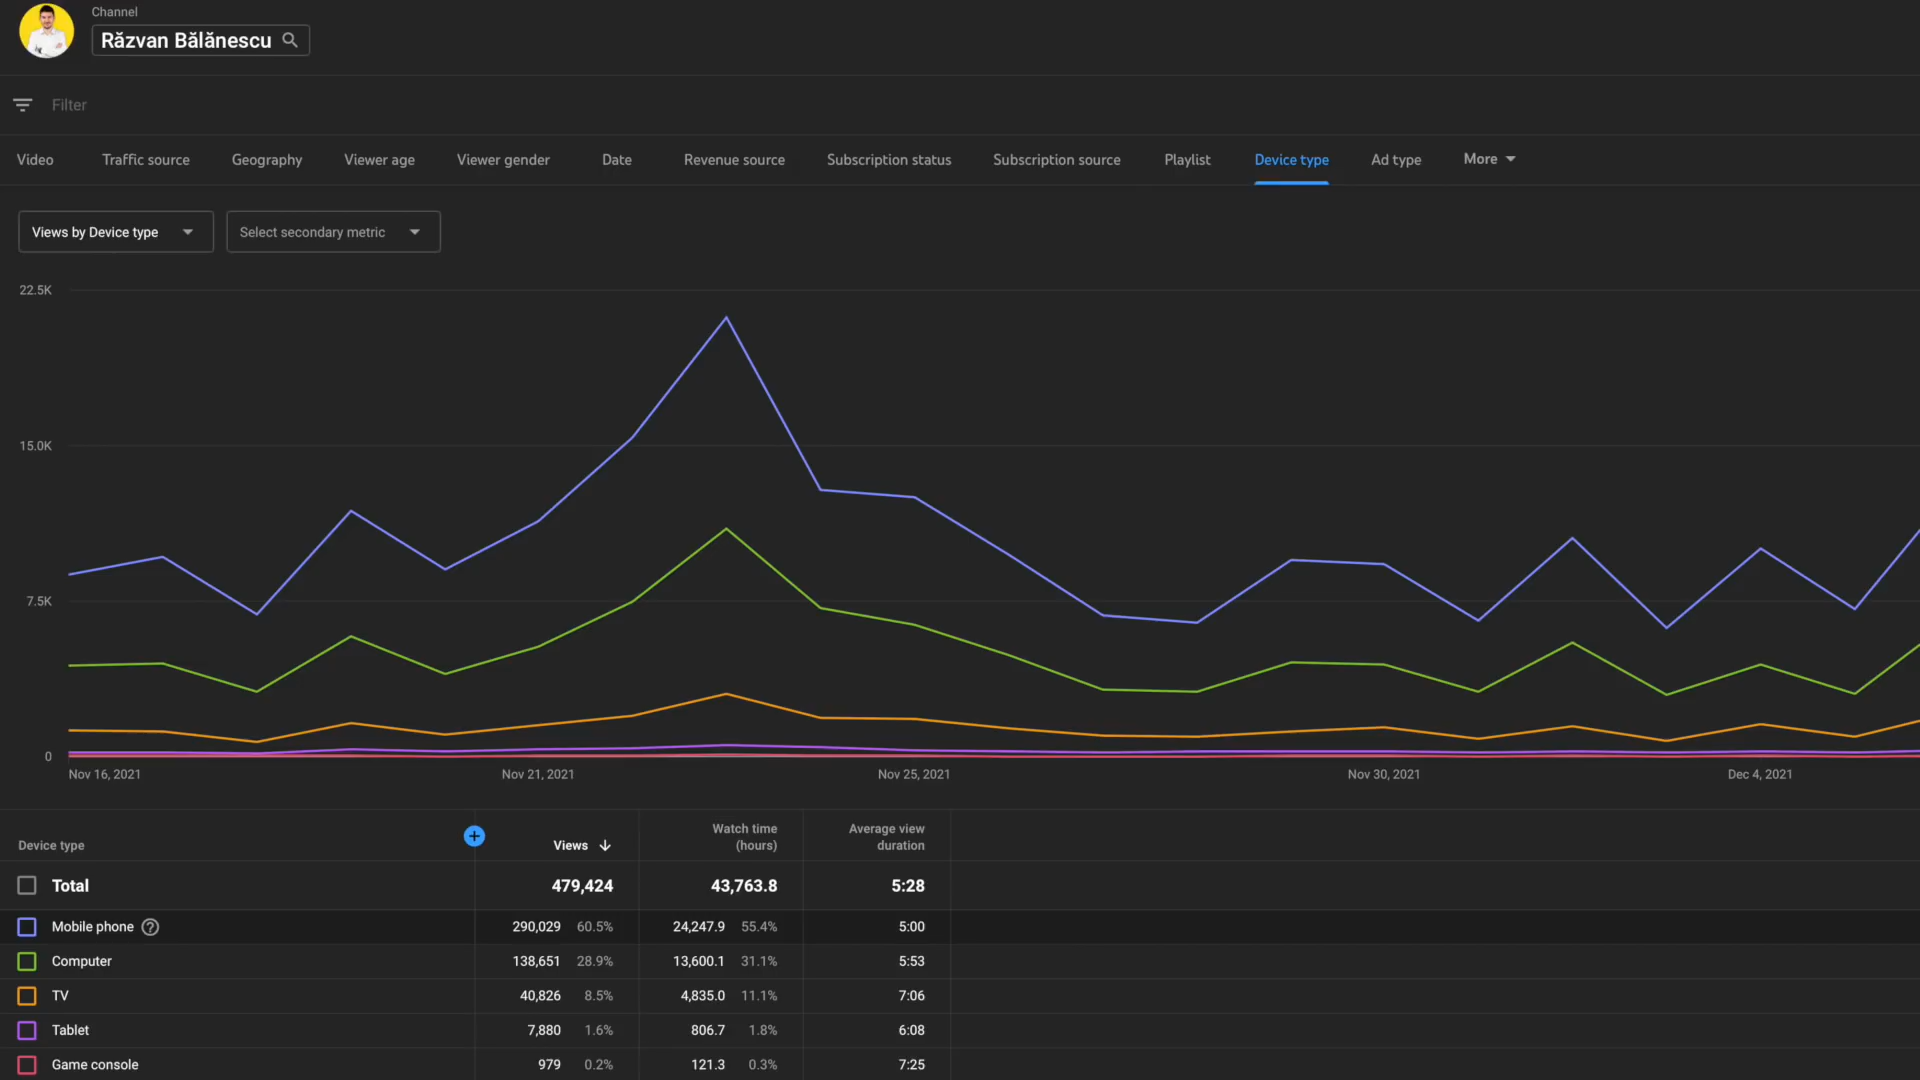 Channel
Răzvan Bălănescu
Filter
Video Traffic source Geography Viewer age Viewer gender Date Revenue source Subscription status Subscription source Playlist Device type Ad type More
Views by Device type Select secondary metric
22.5K
15.0K
7.5K
0
Nov 16, 2021 Nov 21, 2021 Nov 25, 2021 Nov 30, 2021 Dec 4, 2021
Device type Views Watch time (hours) Average view duration
Total 479,424 43,763.8 5:28
Mobile phone 290,029 60.5% 24,247.9 55.4% 5:00
Computer 138,651 28.9% 13,600.1 31.1% 5:53
TV 40,826 8.5% 4,835.0 11.1% 7:06
Tablet 7,880 1.6% 806.7 1.8% 6:08
Game console 979 0.2% 121.3 0.3% 7:25